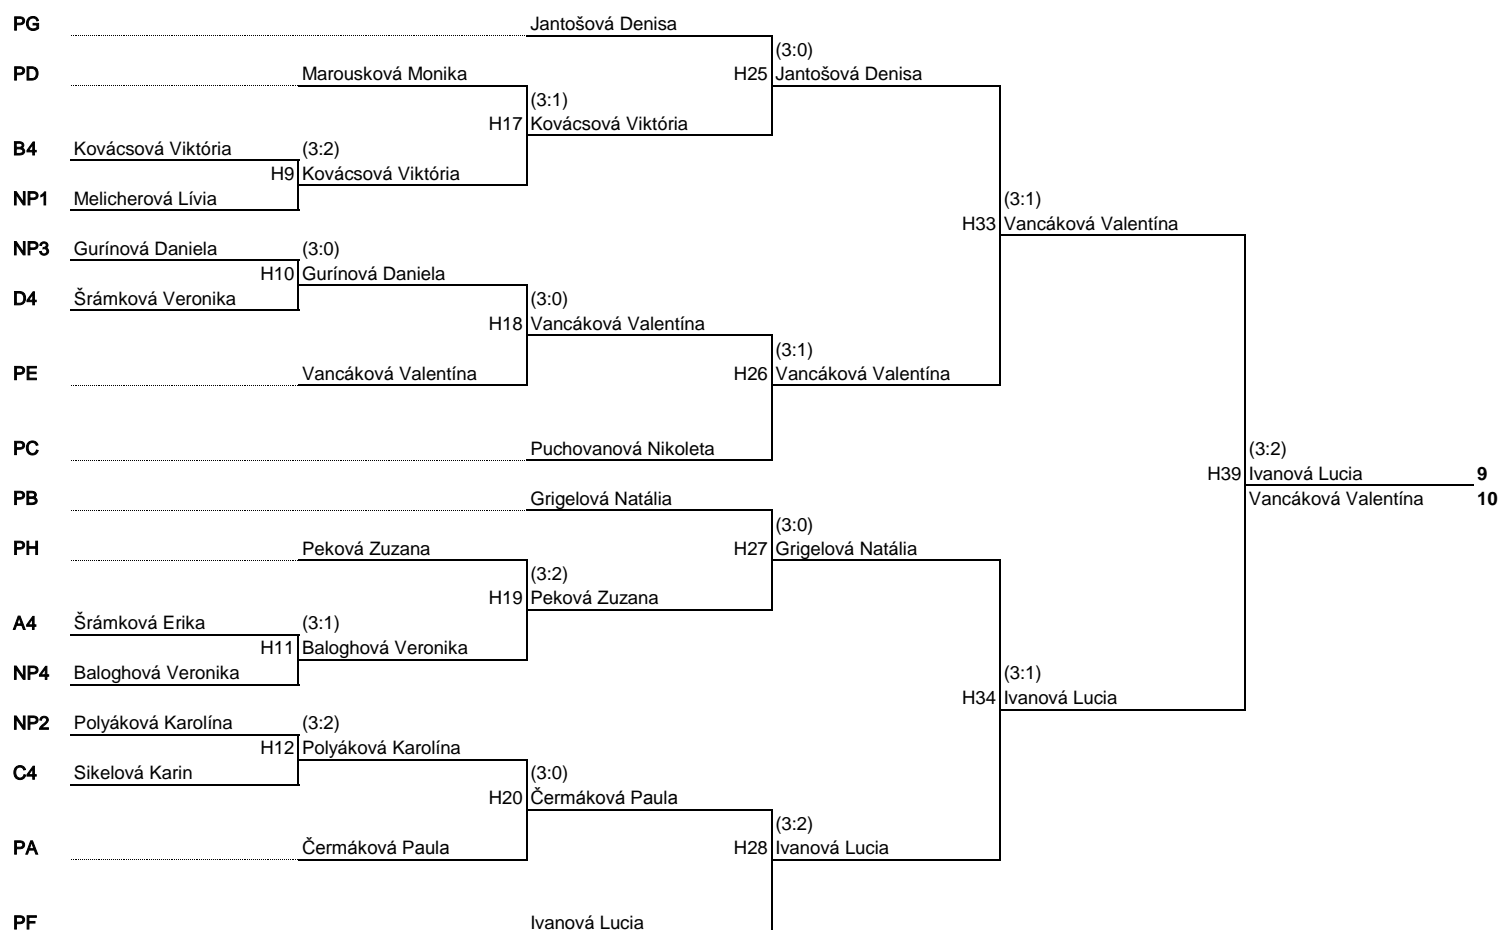 PG Jantošová Denisa
(3:0)
PD Marousková Monika H25 Jantošová Denisa
(3:1)
H17 Kovácsová Viktória
B4 Kovácsová Viktória (3:2)
H9 Kovácsová Viktória
NP1 Melicherová Lívia (3:1)
H33 Vancáková Valentína
NP3 Gurínová Daniela (3:0)
H10 Gurínová Daniela
D4 Šrámková Veronika (3:0)
H18 Vancáková Valentína
(3:1)
PE Vancáková Valentína H26 Vancáková Valentína
PC Puchovanová Nikoleta (3:2)
H39 Ivanová Lucia 9
PB Grigelová Natália Vancáková Valentína 10
(3:0)
PH Peková Zuzana H27 Grigelová Natália
(3:2)
H19 Peková Zuzana
A4 Šrámková Erika (3:1)
H11 Baloghová Veronika
NP4 Baloghová Veronika (3:1)
H34 Ivanová Lucia
NP2 Polyáková Karolína (3:2)
H12 Polyáková Karolína
C4 Sikelová Karin (3:0)
H20 Čermáková Paula
(3:2)
PA Čermáková Paula H28 Ivanová Lucia
PF Ivanová Lucia